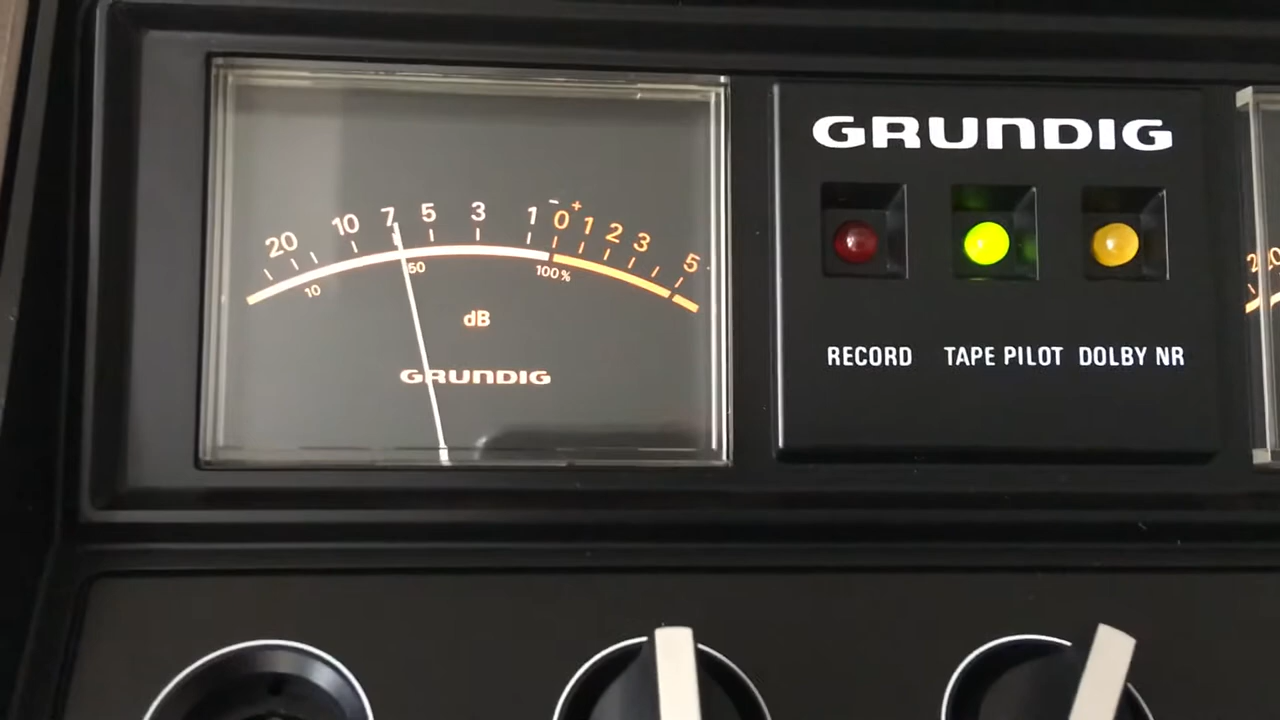 20 10 7 5 3 1 - 0 + 1 2 3 5
10 50 100%
dB
GRUNDIG
GRUNDIG
RECORD TAPE PILOT DOLBY NR
20